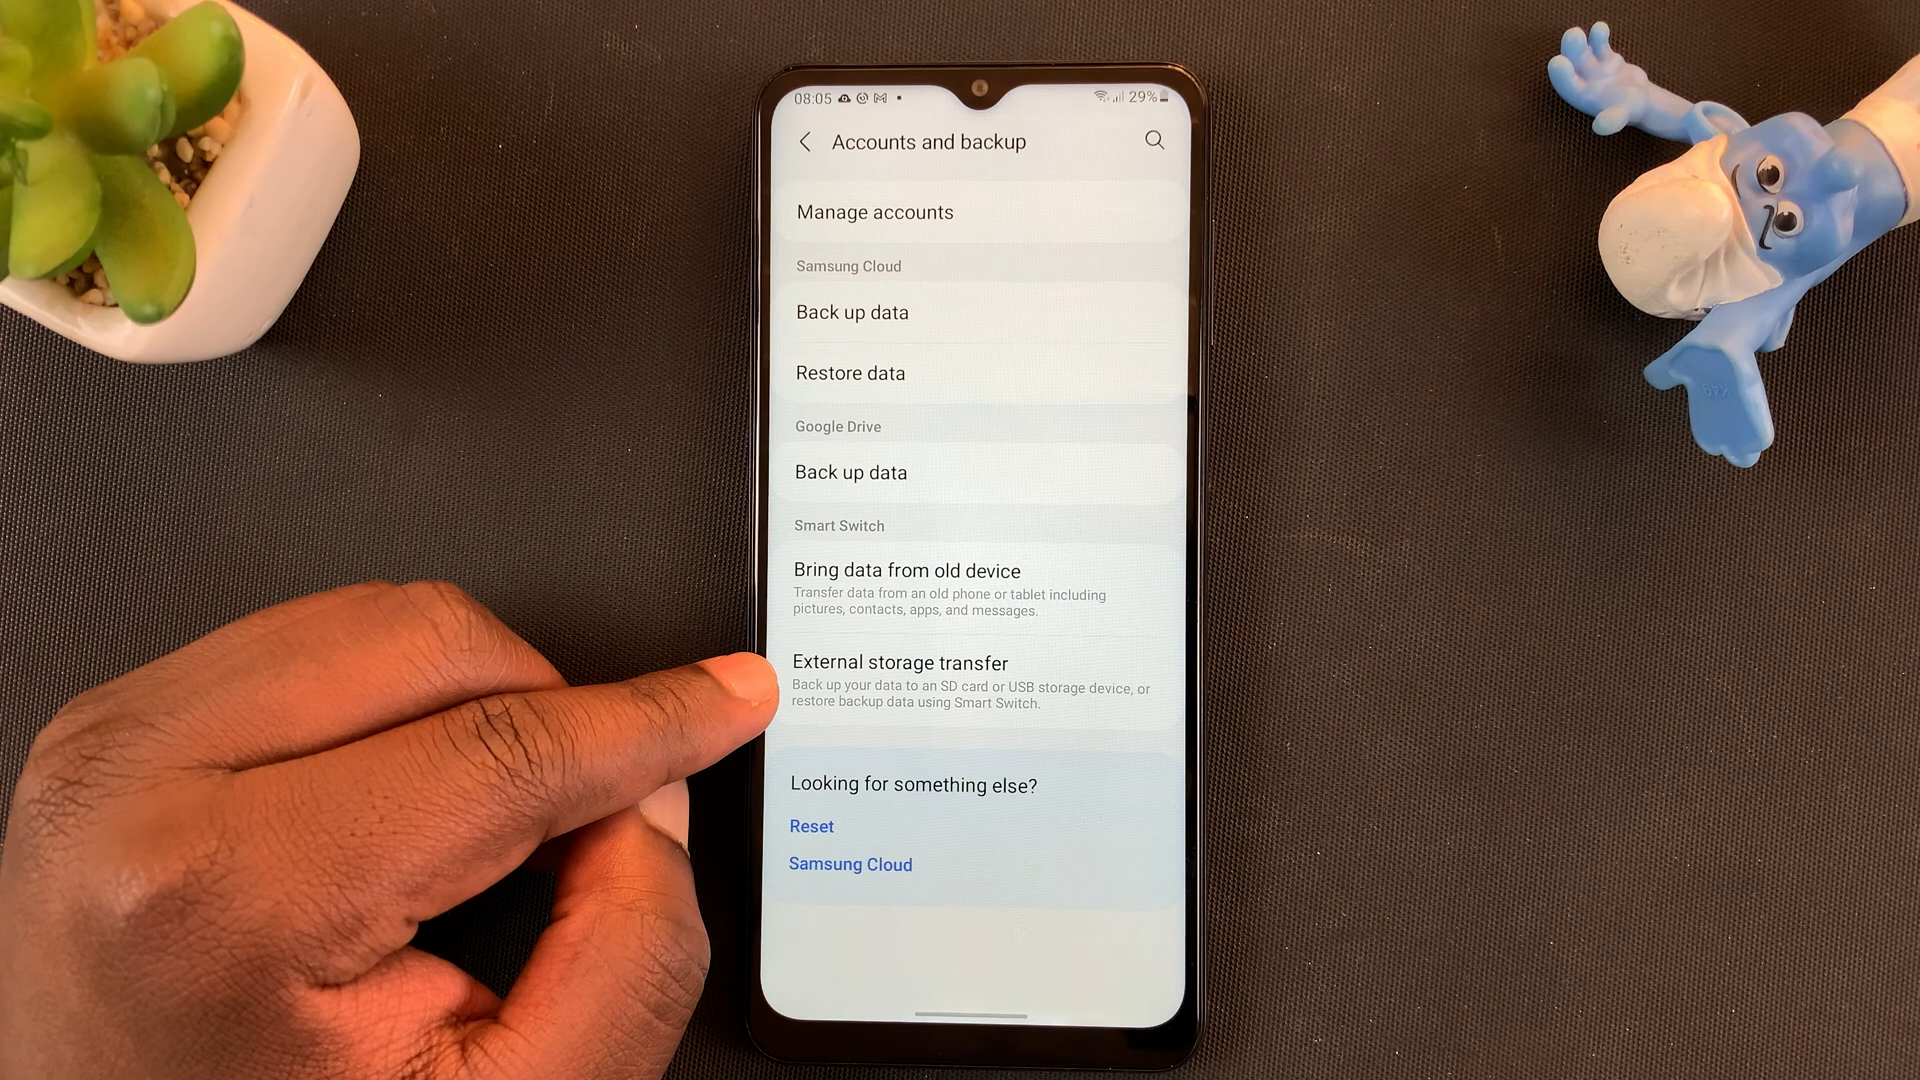 08:05
29%
Accounts and backup
Manage accounts
Samsung Cloud
Back up data
Restore data
Google Drive
Back up data
Smart Switch
Bring data from old device
Transfer data from an old phone or tablet including
pictures, contacts, apps, and messages.
External storage transfer
Back up your data to an SD card or USB storage device, or
restore backup data using Smart Switch.
Looking for something else?
Reset
Samsung Cloud